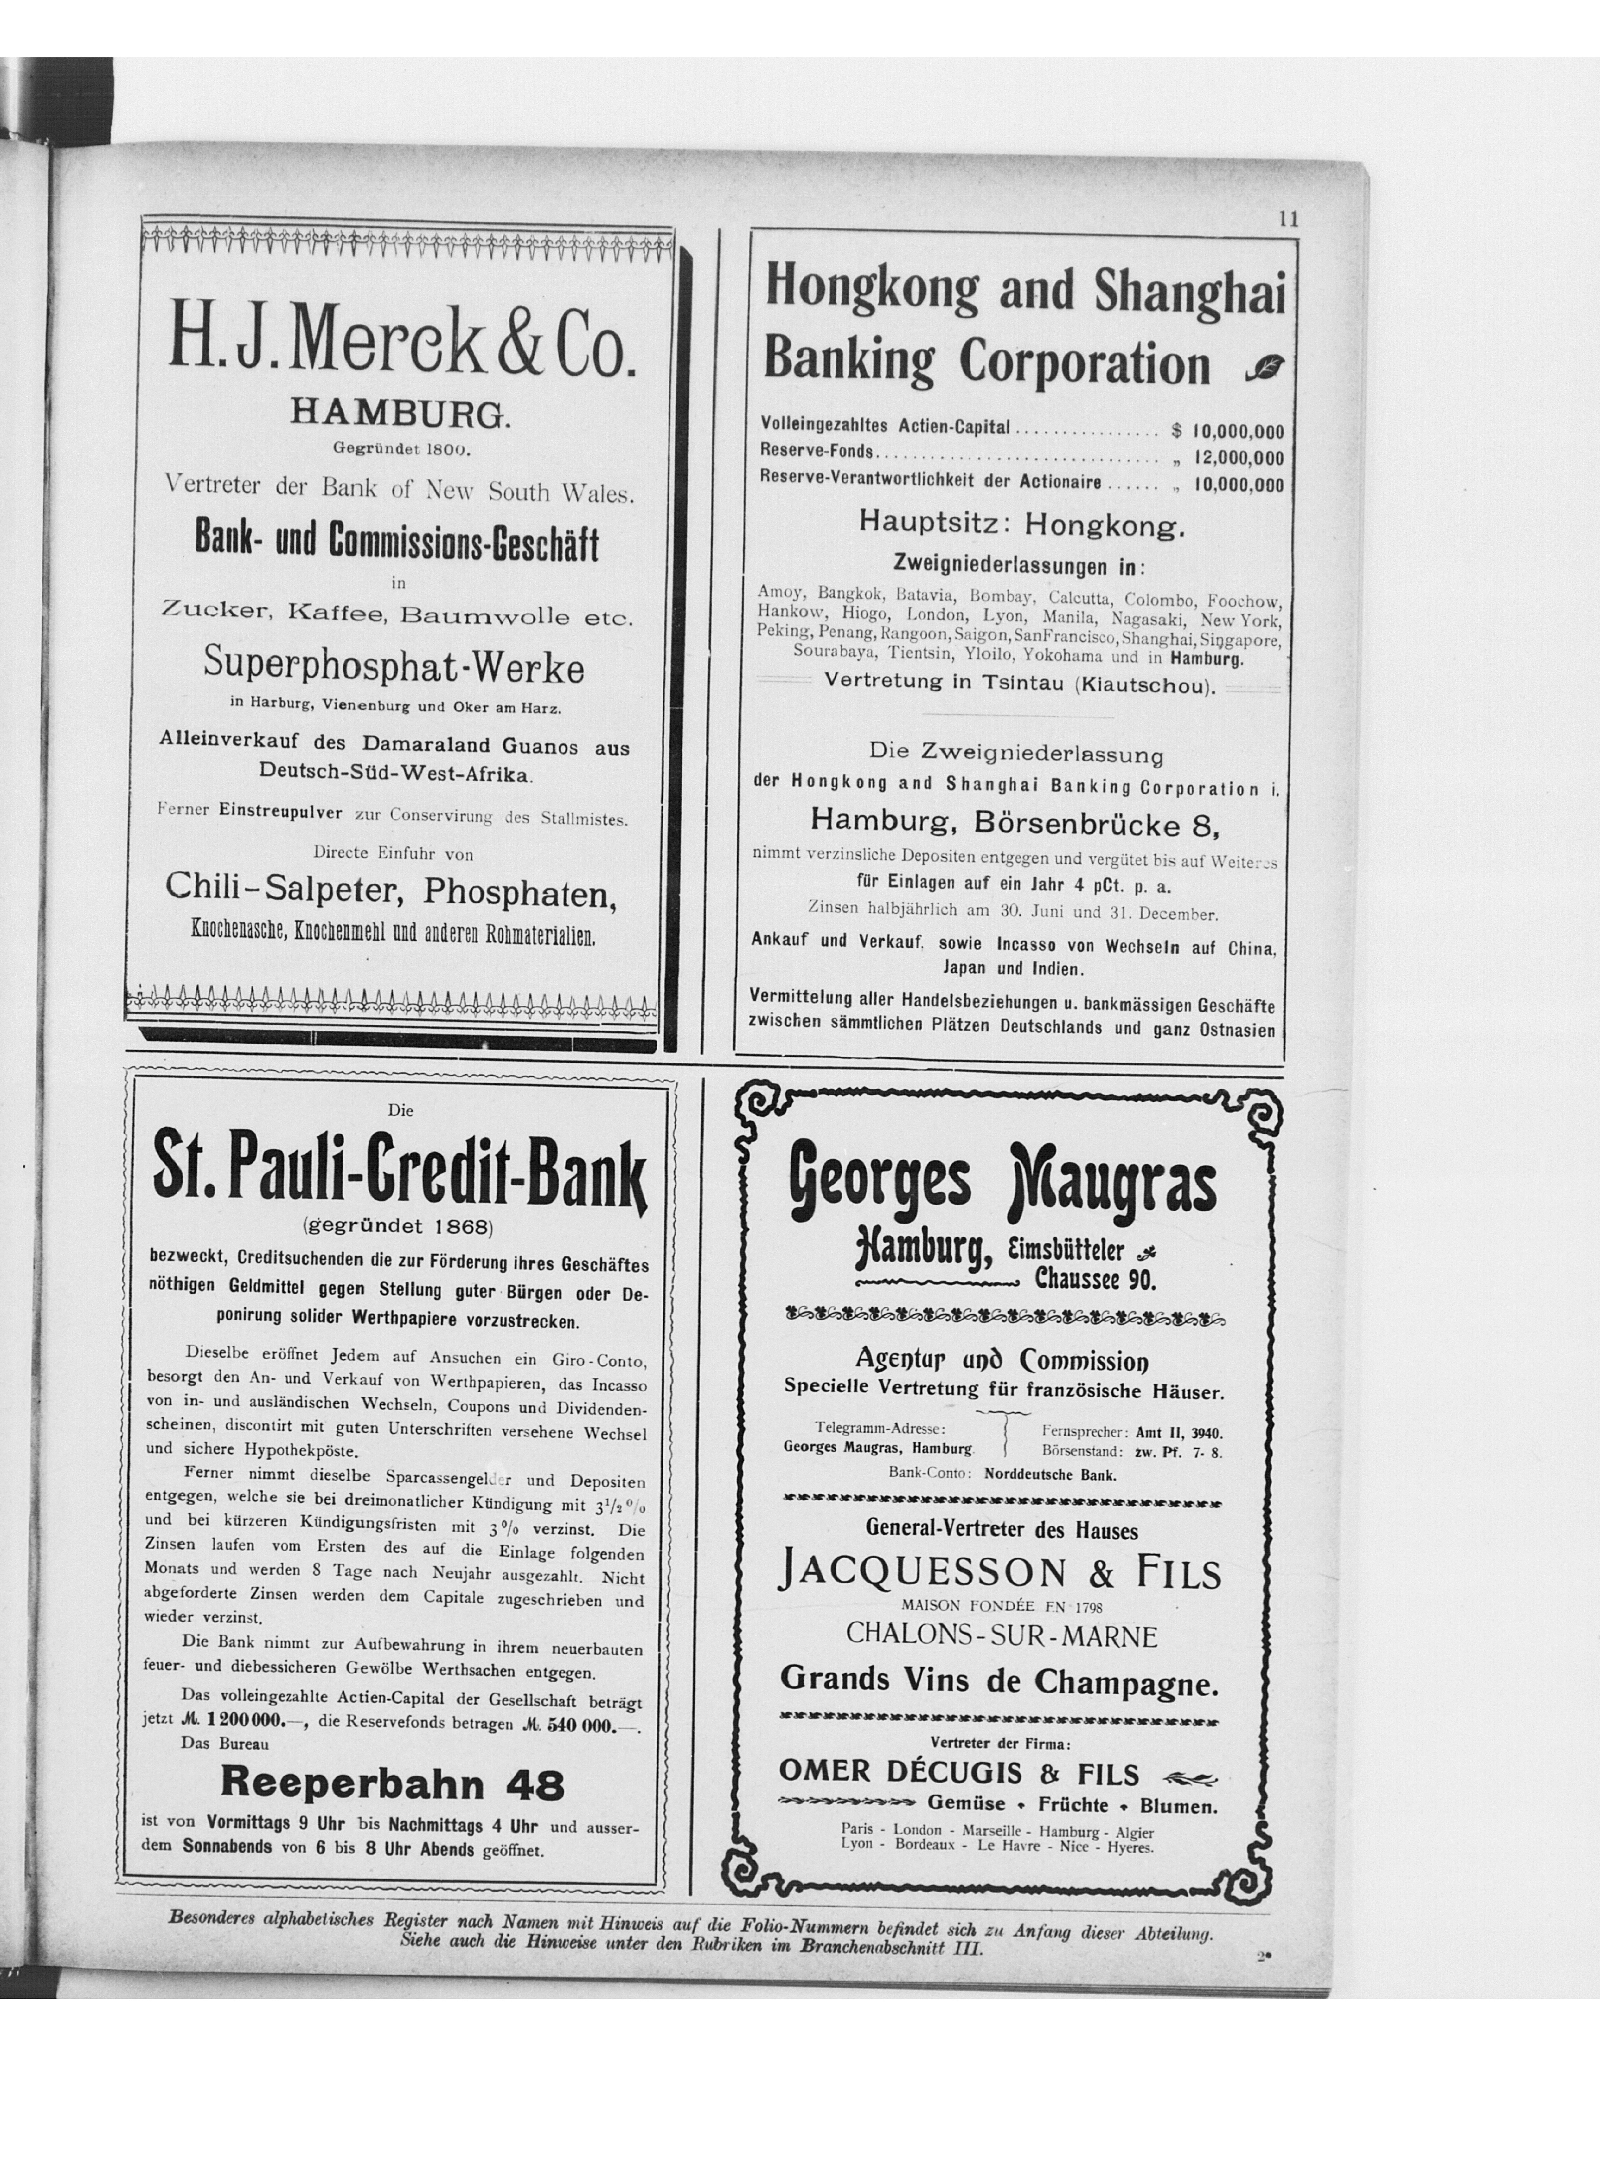 11
H. J. Merck & Co.
HAMBURG.
Gegründet 1800.
Vertreter der Bank of New South Wales.
Bank- und Commissions-Geschäft
in
Zucker, Kaffee, Baumwolle etc.
Superphosphat-Werke
in Harburg, Vienenburg und Oker am Harz.
Alleinverkauf des Damaraland Guanos aus
Deutsch-Süd-West-Afrika.
Ferner Einstreupulver zur Conservirung des Stallmistes.
Directe Einfuhr von
Chili-Salpeter, Phosphaten,
Knochenasche, Knochenmehl und anderen Rohmaterialien.
Hongkong and Shanghai
Banking Corporation
Volleingezahltes Actien-Capital ................ $ 10,000,000
Reserve-Fonds.............................. „ 12,000,000
Reserve-Verantwortlichkeit der Actionaire ...... „ 10,000,000
Hauptsitz: Hongkong.
Zweigniederlassungen in:
Amoy, Bangkok, Batavia, Bombay, Calcutta, Colombo, Foochow,
Hankow, Hiogo, London, Lyon, Manila, Nagasaki, New York,
Peking, Penang, Rangoon, Saigon, San Francisco, Shanghai, Singapore,
Sourabaya, Tientsin, Yloilo, Yokohama und in Hamburg.
Vertretung in Tsintau (Kiautschou).
Die Zweigniederlassung
der Hongkong and Shanghai Banking Corporation i.
Hamburg, Börsenbrücke 8,
nimmt verzinsliche Depositen entgegen und vergütet bis auf Weiteres
für Einlagen auf ein Jahr 4 pCt. p. a.
Zinsen halbjährlich am 30. Juni und 31. December.
Ankauf und Verkauf, sowie Incasso von Wechseln auf China,
Japan und Indien.
Vermittelung aller Handelsbeziehungen u. bankmässigen Geschäfte
zwischen sämmtlichen Plätzen Deutschlands und ganz Ostnasien
Die
St. Pauli-Credit-Bank
(gegründet 1868)
bezweckt, Creditsuchenden die zur Förderung ihres Geschäftes
nöthigen Geldmittel gegen Stellung guter Bürgen oder De-
ponirung solider Werthpapiere vorzustrecken.
Dieselbe eröffnet Jedem auf Ansuchen ein Giro-Conto,
besorgt den An- und Verkauf von Werthpapieren, das Incasso
von in- und ausländischen Wechseln, Coupons und Dividenden-
scheinen, discontirt mit guten Unterschriften versehene Wechsel
und sichere Hypothekpöste.
Ferner nimmt dieselbe Sparcassengelder und Depositen
entgegen, welche sie bei dreimonatlicher Kündigung mit 3½ %
und bei kürzeren Kündigungsfristen mit 3 % verzinst. Die
Zinsen laufen vom Ersten des auf die Einlage folgenden
Monats und werden 8 Tage nach Neujahr ausgezahlt. Nicht
abgeforderte Zinsen werden dem Capitale zugeschrieben und
wieder verzinst.
Die Bank nimmt zur Aufbewahrung in ihrem neuerbauten
feuer- und diebessicheren Gewölbe Werthsachen entgegen.
Das volleingezahlte Actien-Capital der Gesellschaft beträgt
jetzt M. 1 200 000.—, die Reservefonds betragen M. 540 000.—.
Das Bureau
Reeperbahn 48
ist von Vormittags 9 Uhr bis Nachmittags 4 Uhr und ausser-
dem Sonnabends von 6 bis 8 Uhr Abends geöffnet.
Georges Maugras
Hamburg, Eimsbütteler
Chaussee 90.
Agentur und Commission
Specielle Vertretung für französische Häuser.
Telegramm-Adresse:
Georges Maugras, Hamburg.
Fernsprecher: Amt II, 3940.
Börsenstand: zw. Pf. 7- 8.
Bank-Conto: Norddeutsche Bank.
General-Vertreter des Hauses
JACQUESSON & FILS
MAISON FONDÉE EN 1798
CHALONS-SUR-MARNE
Grands Vins de Champagne.
Vertreter der Firma:
OMER DÉCUGIS & FILS
Gemüse • Früchte • Blumen.
Paris - London - Marseille - Hamburg - Algier
Lyon - Bordeaux - Le Havre - Nice - Hyeres.
Besonderes alphabetisches Register nach Namen mit Hinweis auf die Folio-Nummern befindet sich zu Anfang dieser Abteilung.
Siehe auch die Hinweise unter den Rubriken im Branchenabschnitt III.
2*